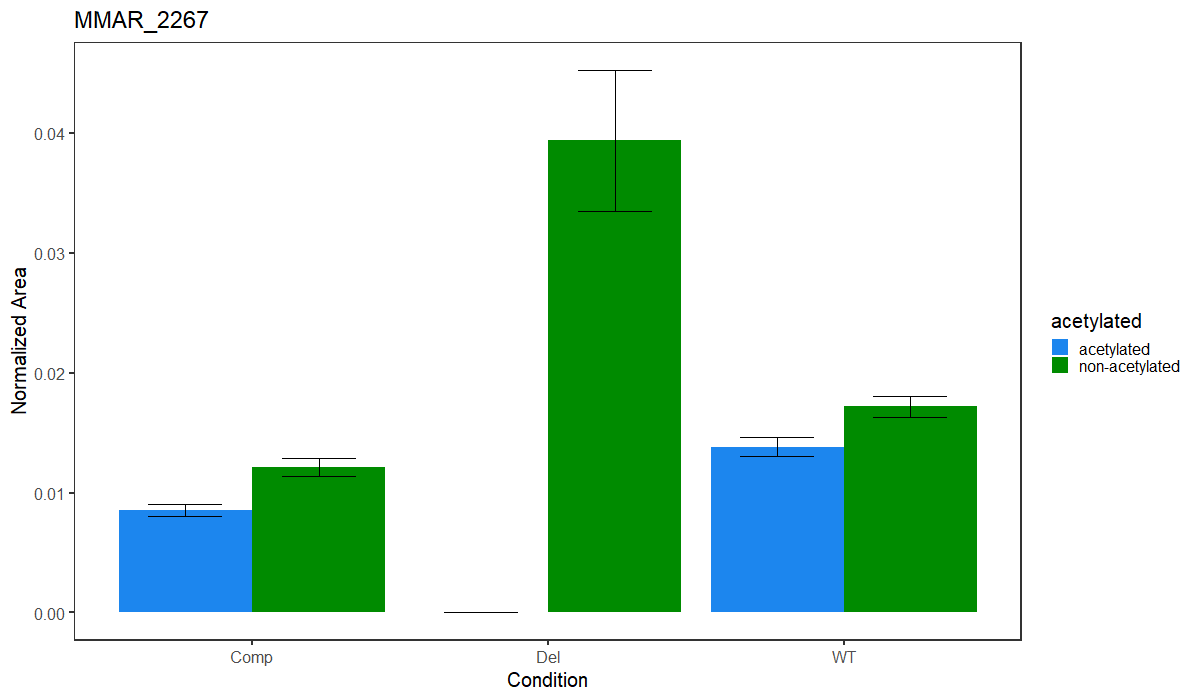 MMAR_2267
Normalized Area
0.04
0.03
0.02
0.01
0.00
Comp
Del
WT
Condition
acetylated
acetylated
non-acetylated